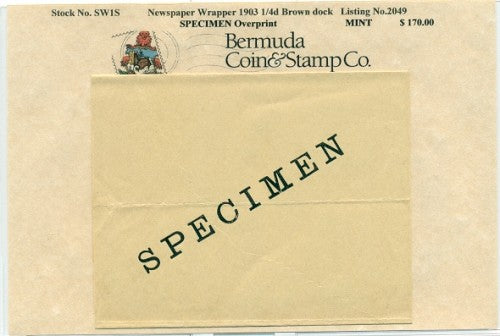 Stock No. SW1S Newspaper Wrapper 1903 1/4d Brown dock Listing No.2049
SPECIMEN Overprint MINT $ 170.00
Bermuda
Coin&Stamp Co.
SPECIMEN